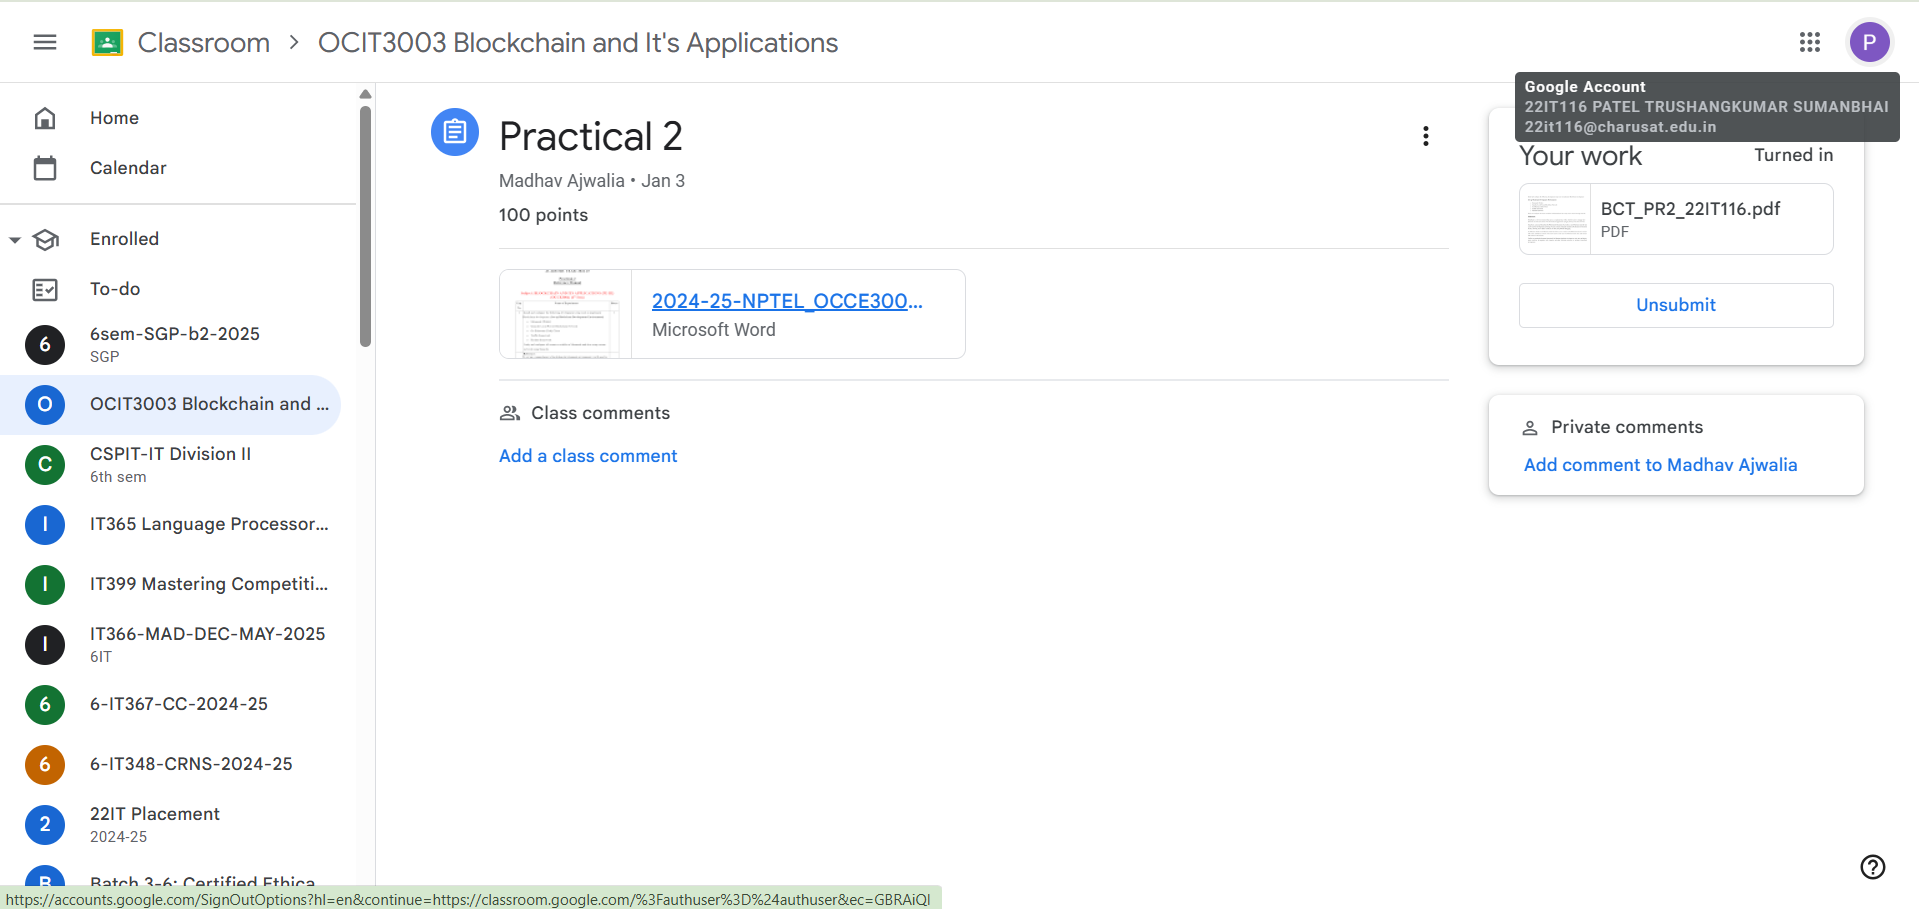 Classroom > OCIT3003 Blockchain and It's Applications
P
Google Account
22IT116 PATEL TRUSHANGKUMAR SUMANBHAI
22it116@charusat.edu.in
Home
Calendar
Enrolled
To-do
6
6sem-SGP-b2-2025
SGP
O
OCIT3003 Blockchain and ...
C
CSPIT-IT Division II
6th sem
I
IT365 Language Processor...
I
IT399 Mastering Competiti...
I
IT366-MAD-DEC-MAY-2025
6IT
6
6-IT367-CC-2024-25
6
6-IT348-CRNS-2024-25
2
22IT Placement
2024-25
B
Batch 3-6: Certified Ethica
https://accounts.google.com/SignOutOptions?hl=en&continue=https://classroom.google.com/%3Fauthuser%3D%24authuser&ec=GBRAiQI
Practical 2
Madhav Ajwalia • Jan 3
100 points
2024-25-NPTEL_OCCE300...
Microsoft Word
Class comments
Add a class comment
Your work
Turned in
BCT_PR2_22IT116.pdf
PDF
Unsubmit
Private comments
Add comment to Madhav Ajwalia